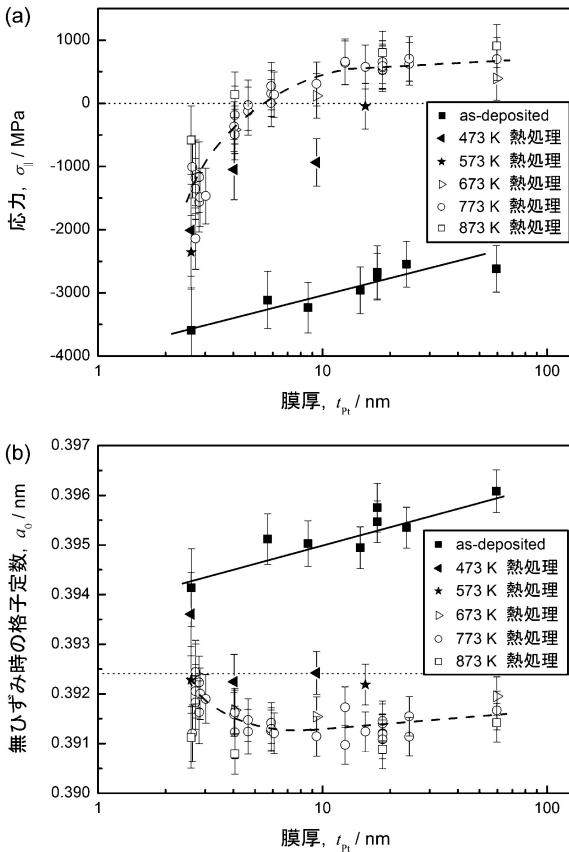 (a)
1000
0
-1000
-2000
-3000
-4000
応力, σ∥ / MPa
as-deposited
473 K 熱処理
573 K 熱処理
673 K 熱処理
773 K 熱処理
873 K 熱処理
1
10
100
膜厚, tPt / nm
(b)
0.397
0.396
0.395
0.394
0.393
0.392
0.391
0.390
無ひずみ時の格子定数, a0 / nm
as-deposited
473 K 熱処理
573 K 熱処理
673 K 熱処理
773 K 熱処理
873 K 熱処理
1
10
100
膜厚, tPt / nm